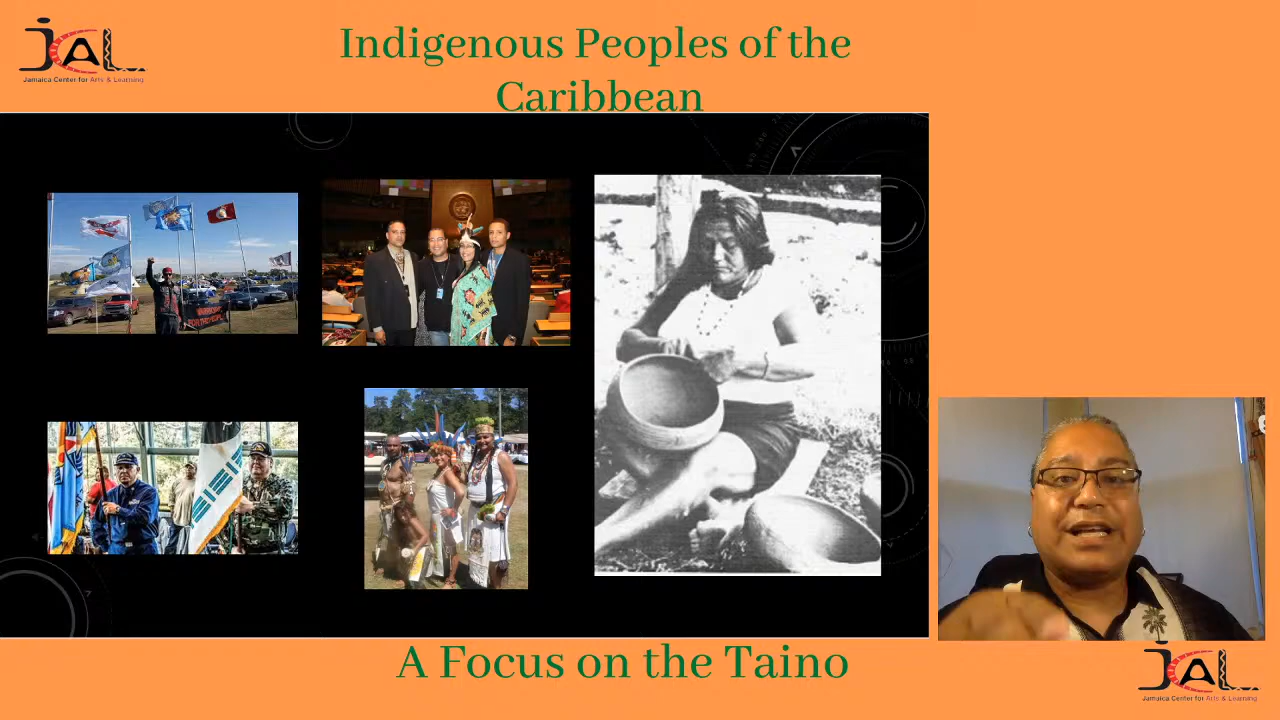 JCAL
Jamaica Center for Arts & Learning
Indigenous Peoples of the
Caribbean
A Focus on the Taino
JCAL
Jamaica Center for Arts & Learning